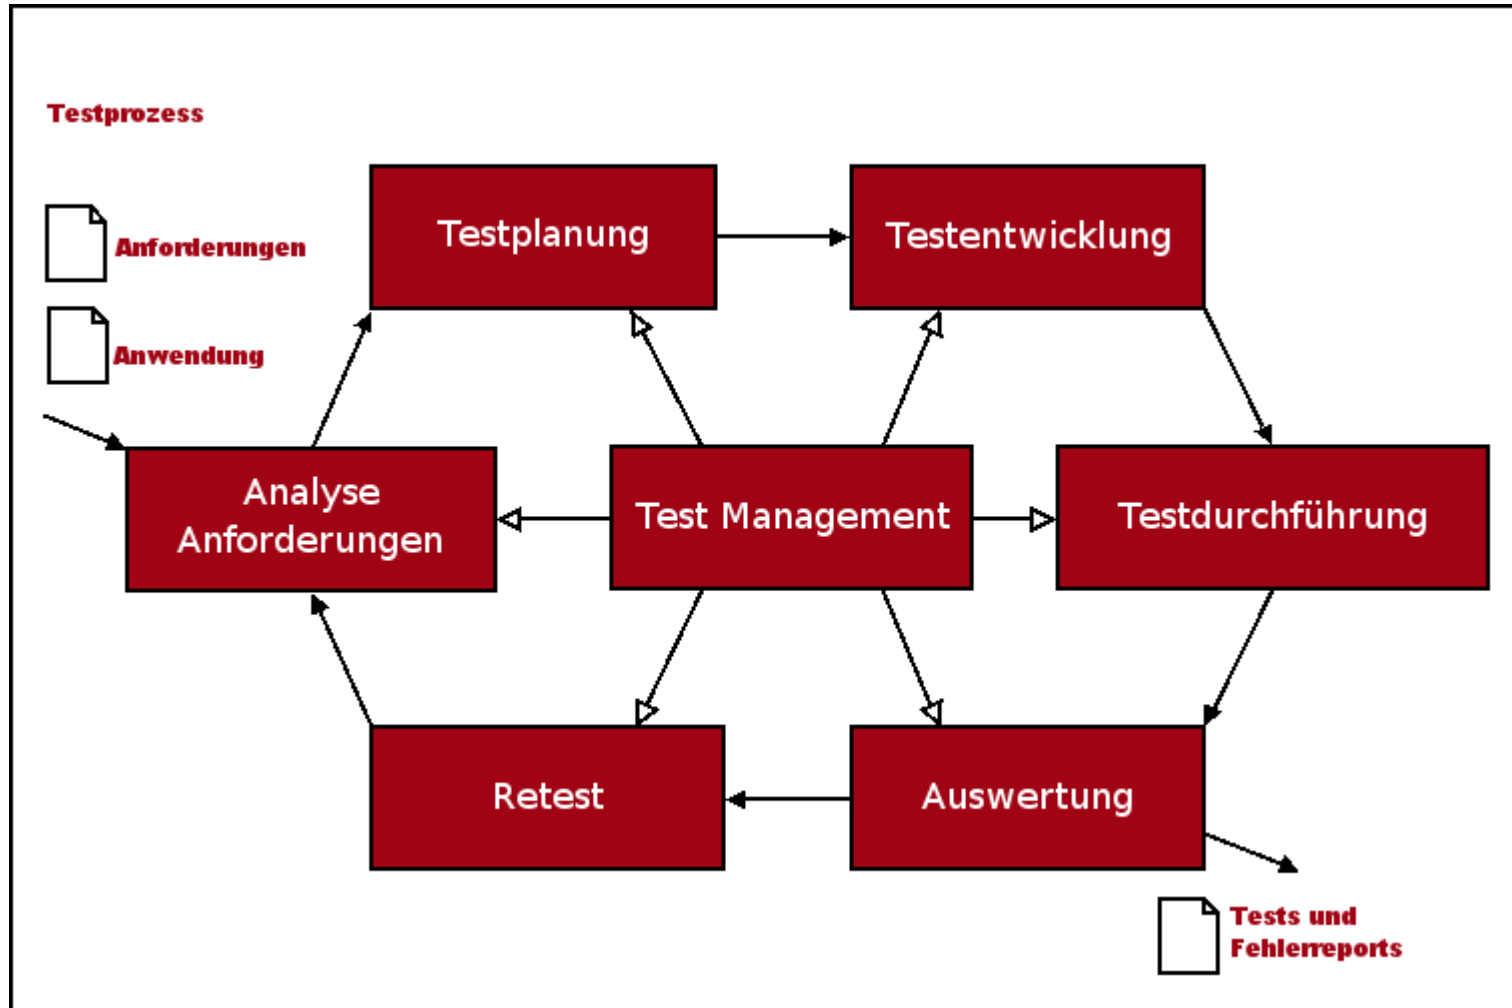 Testprozess
Testplanung
Testentwicklung
Anforderungen
Anwendung
Analyse
Anforderungen
Test Management
Testdurchführung
Retest
Auswertung
Tests und
Fehlerreports